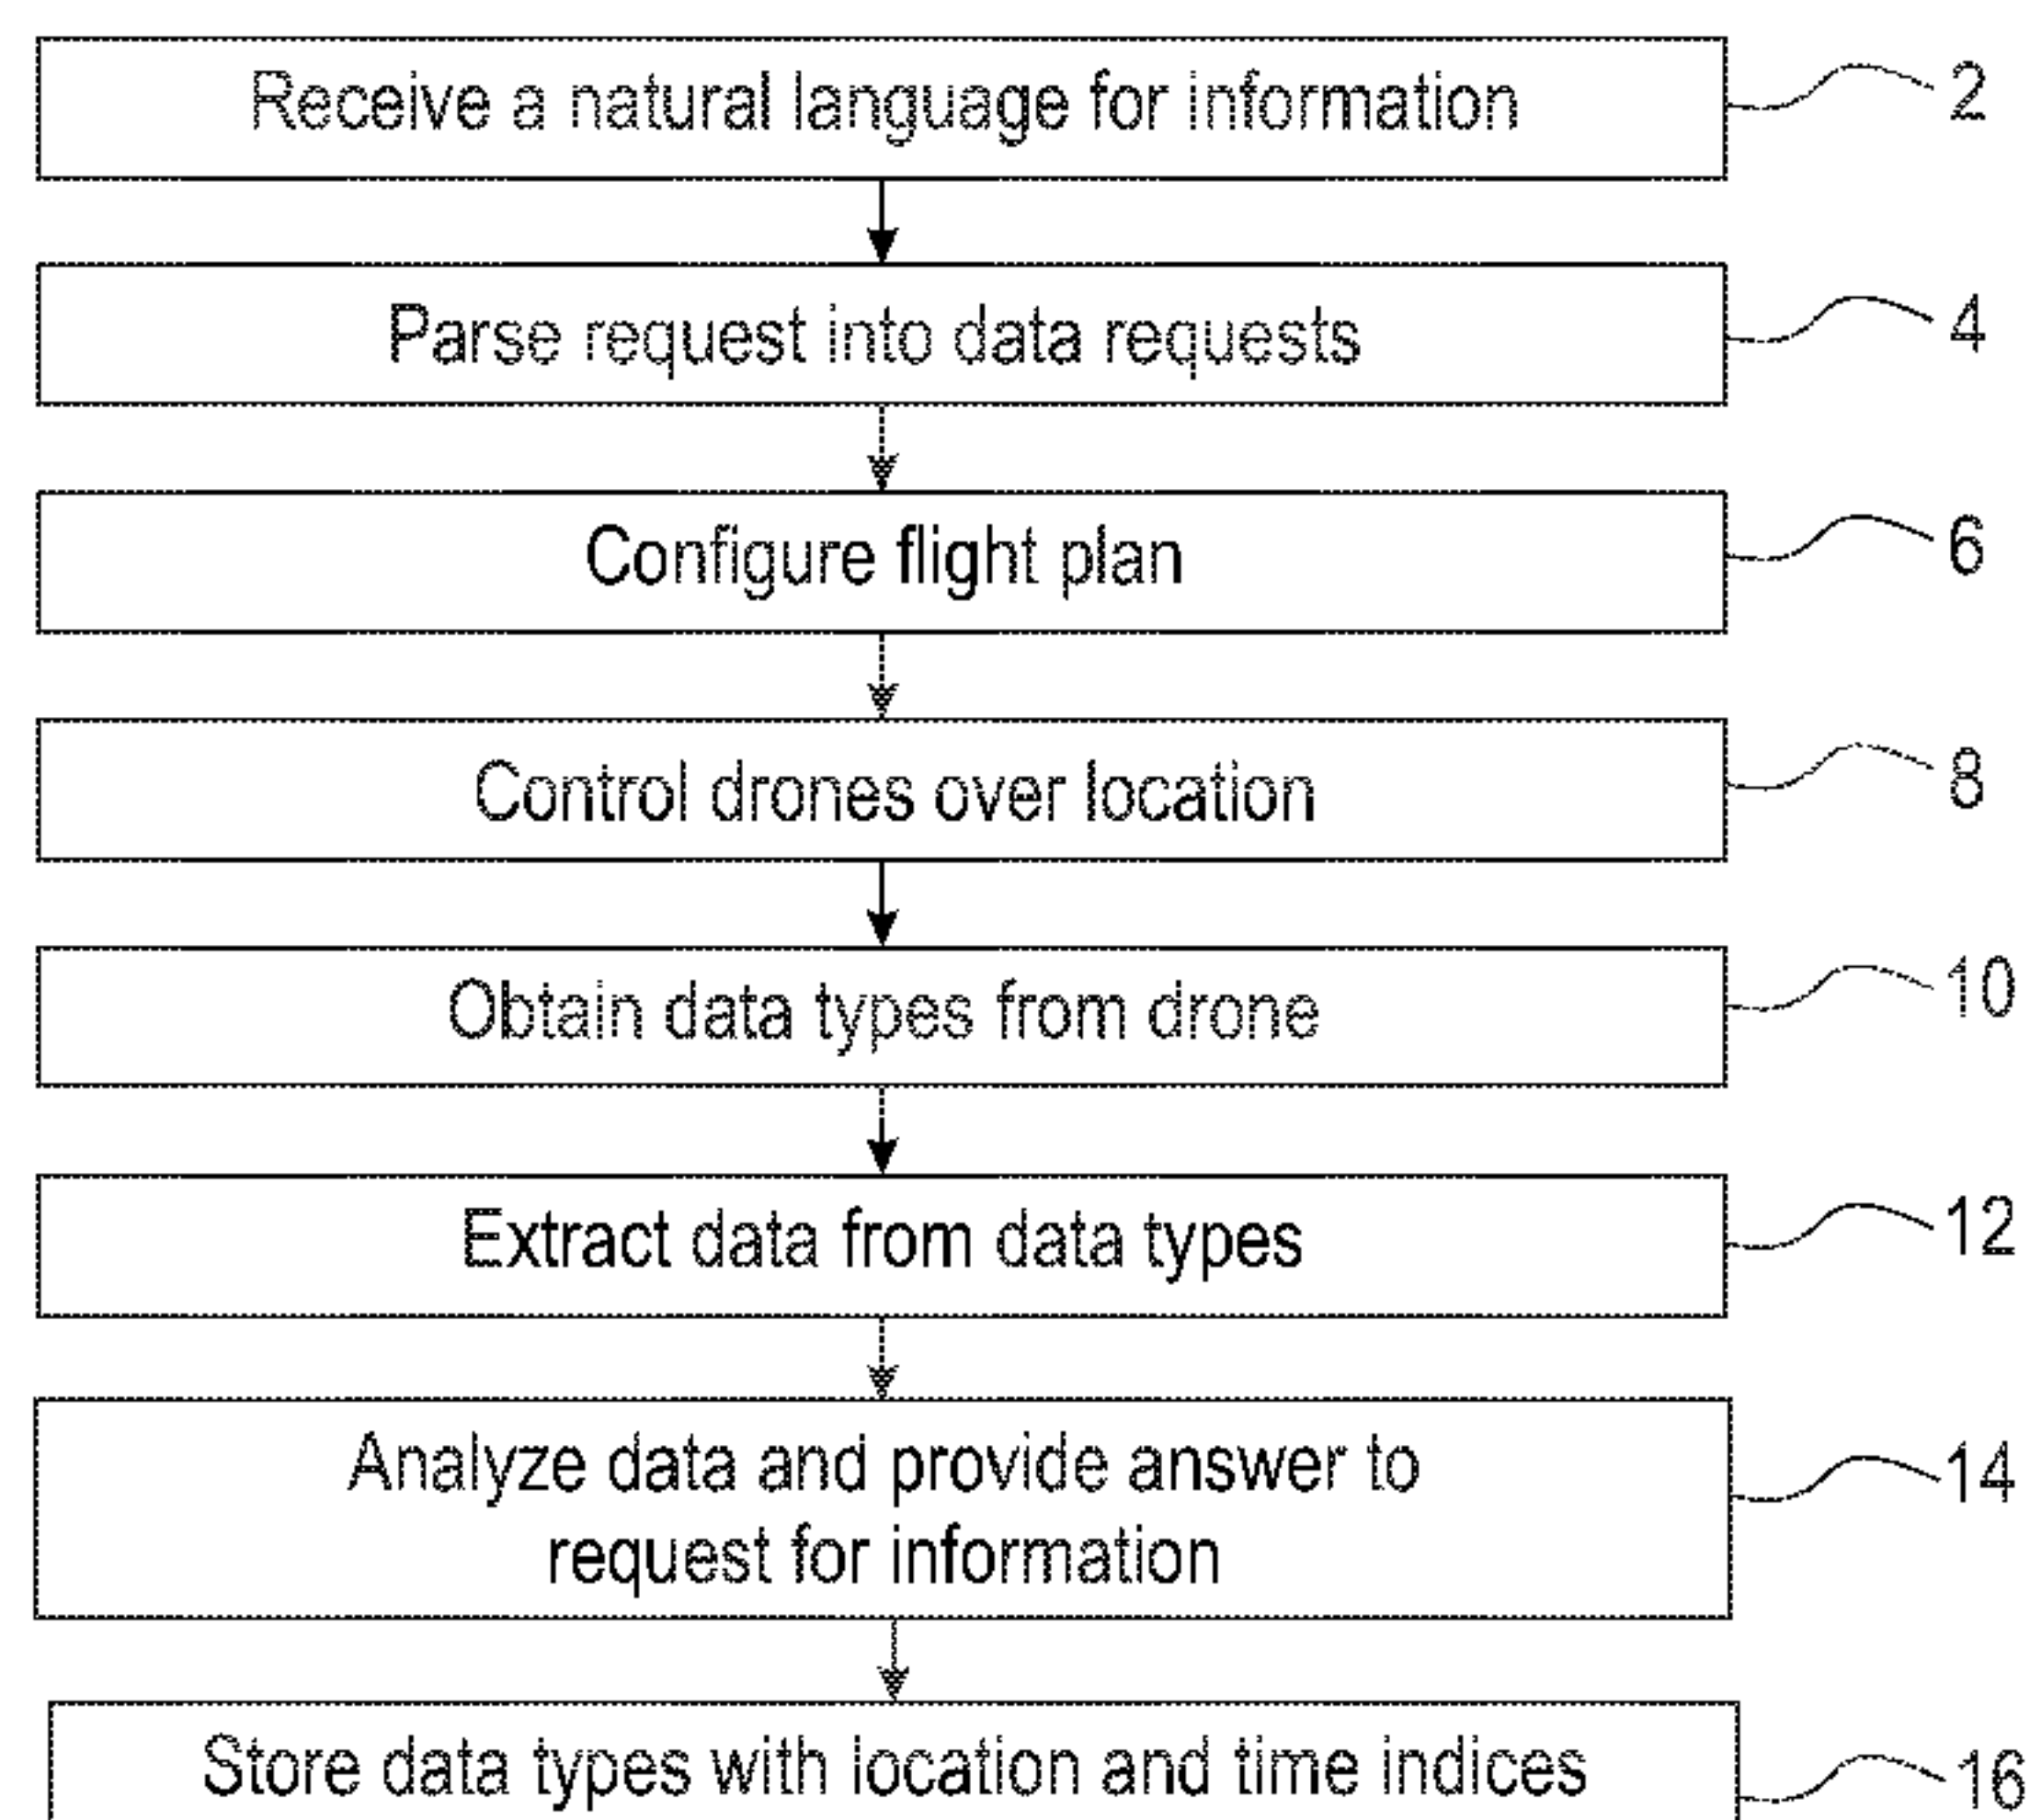 Receive a natural language for information
2
Parse request into data requests
4
Configure flight plan
6
Control drones over location
8
Obtain data types from drone
10
Extract data from data types
12
Analyze data and provide answer to
request for information
14
Store data types with location and time indices
16